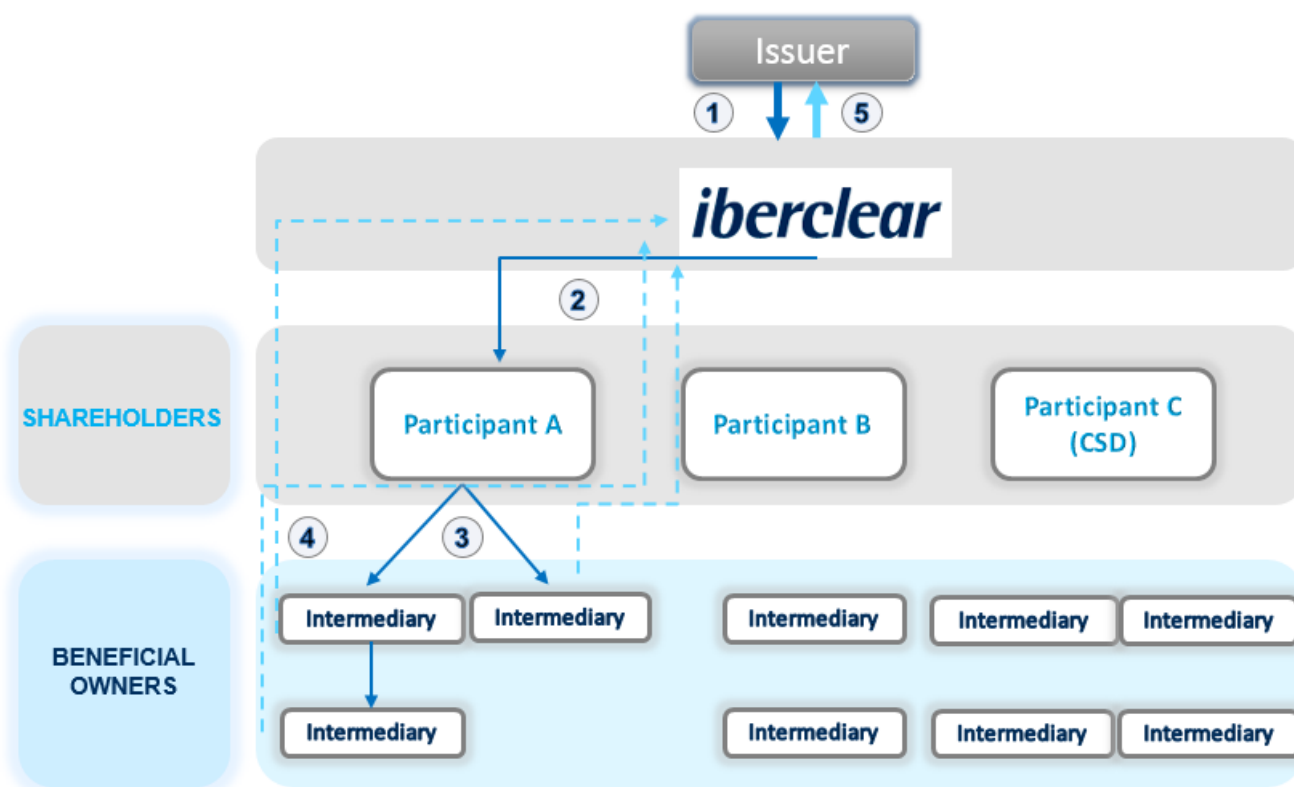 Issuer
1
5
iberclear
2
SHAREHOLDERS
Participant A
Participant B
Participant C
(CSD)
4
3
BENEFICIAL
OWNERS
Intermediary
Intermediary
Intermediary
Intermediary
Intermediary
Intermediary
Intermediary
Intermediary
Intermediary